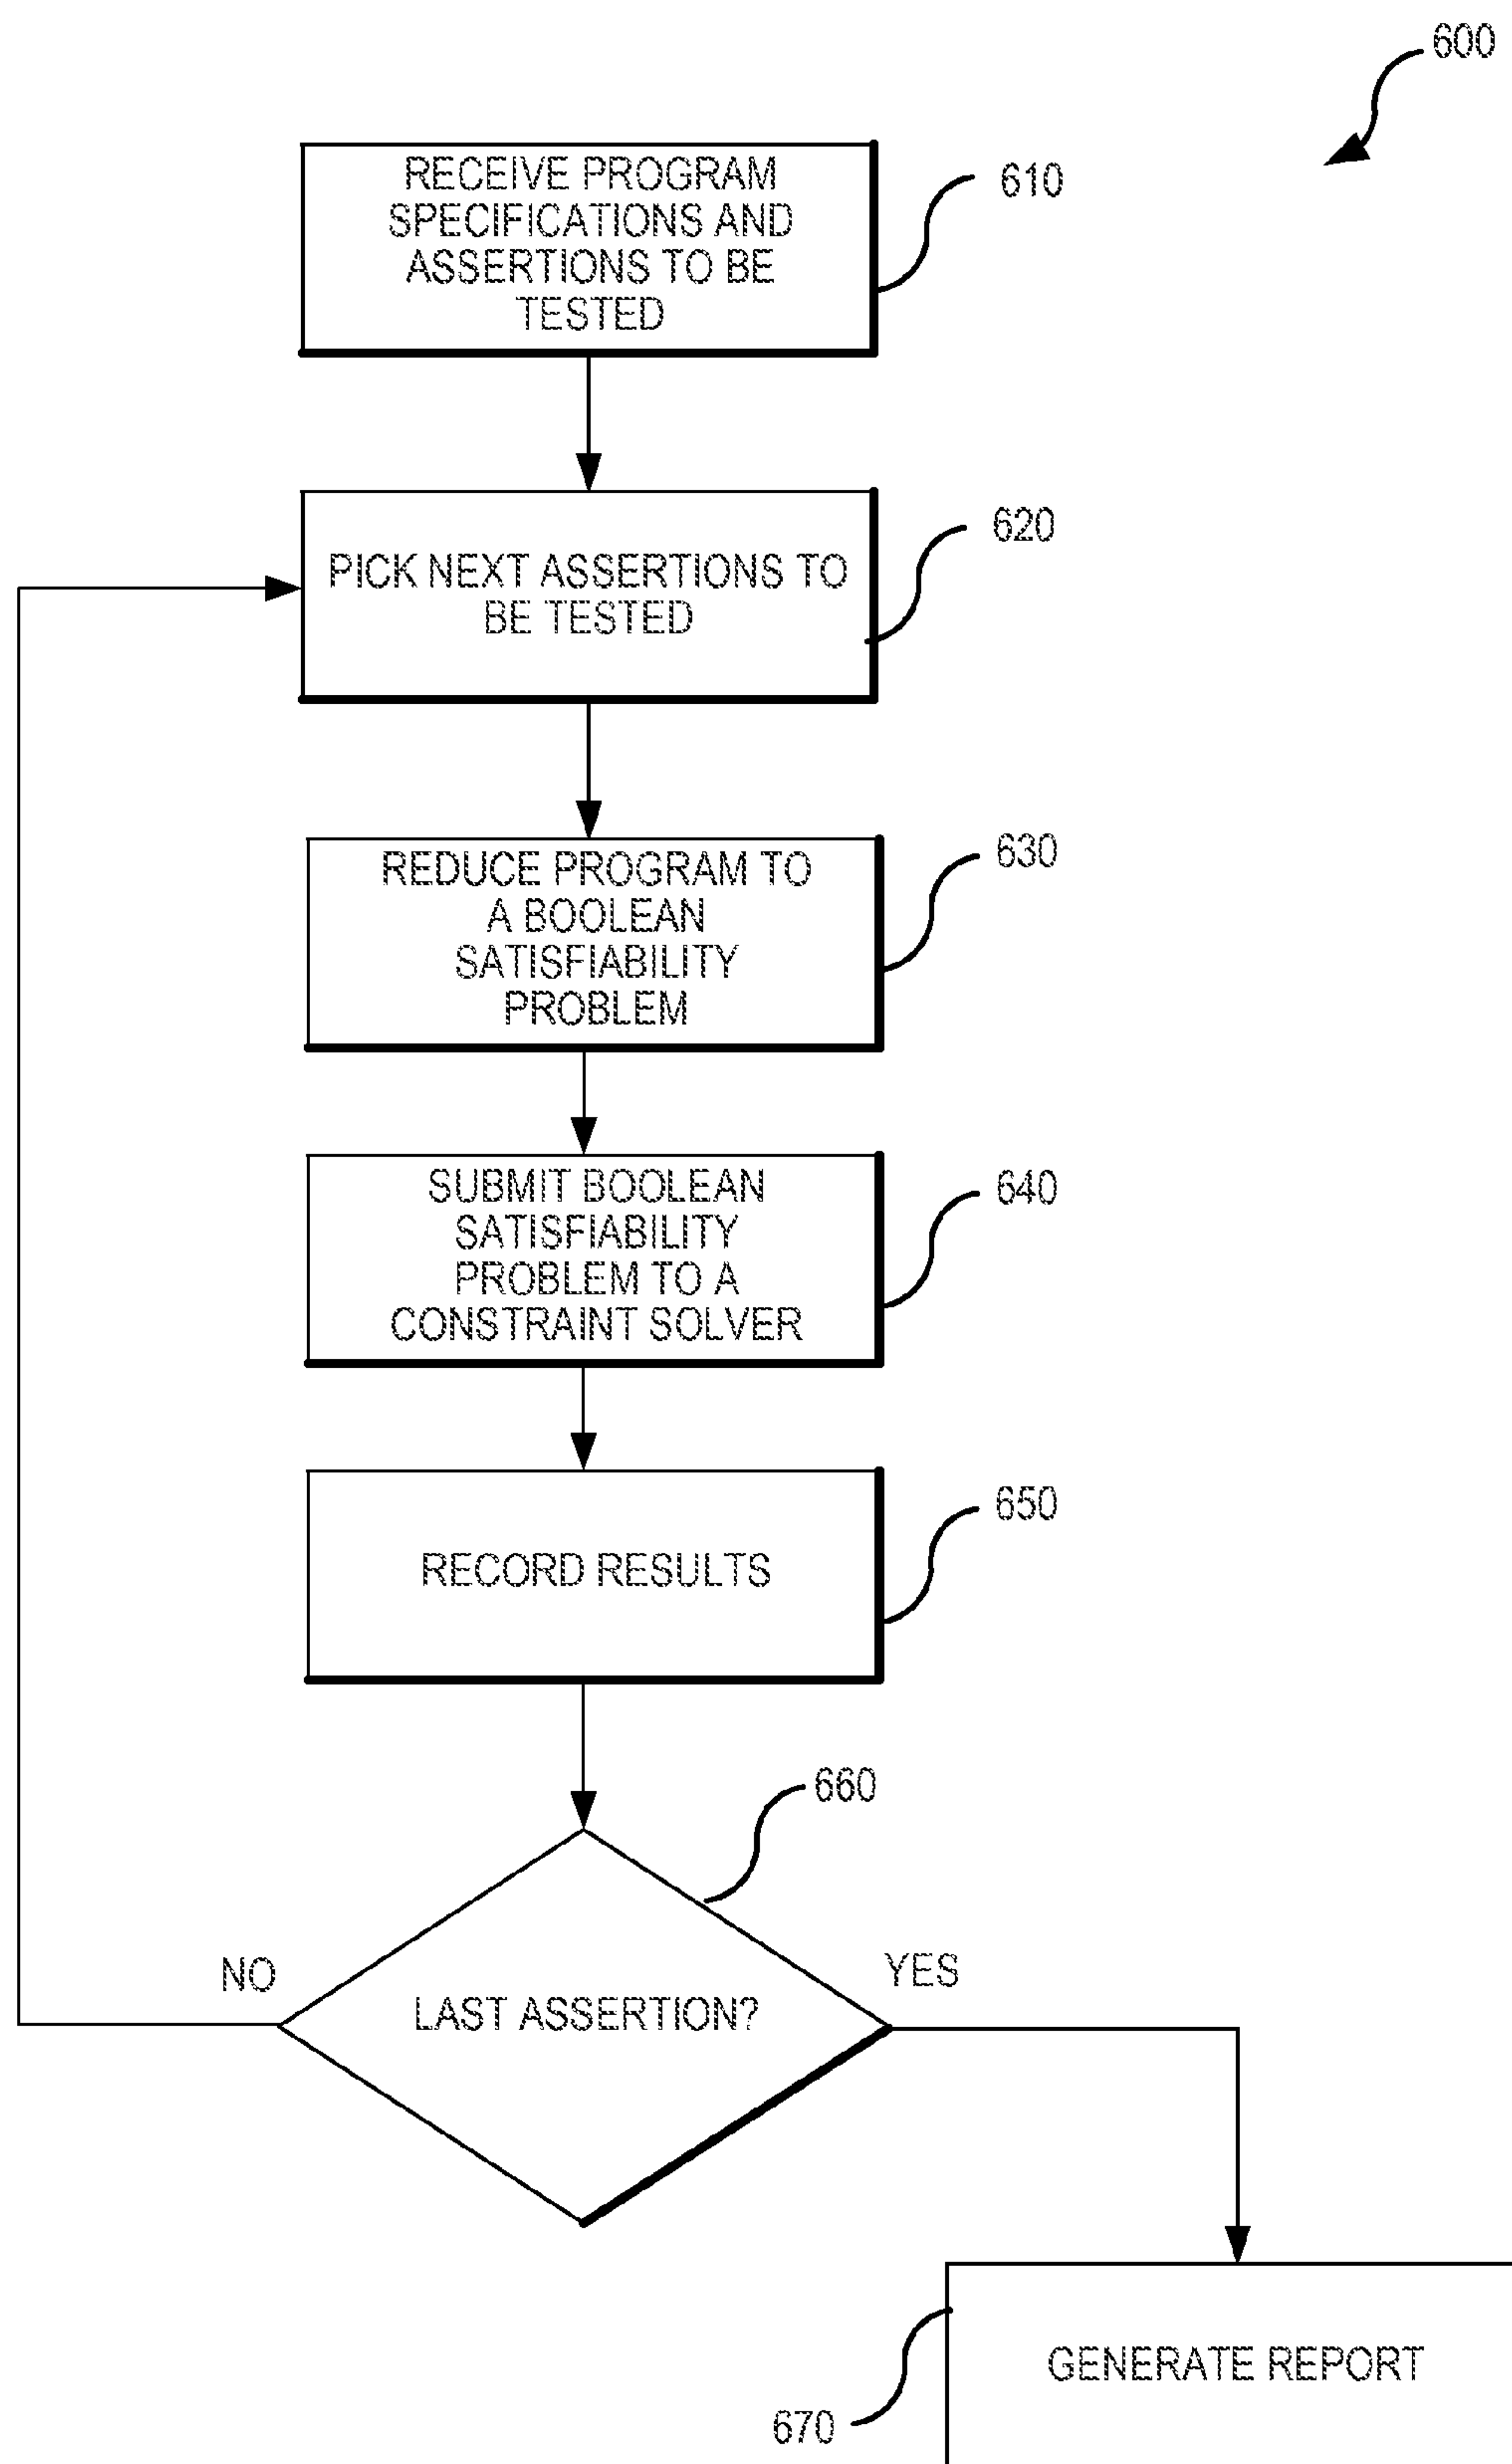 600
RECEIVE PROGRAM
SPECIFICATIONS AND
ASSERTIONS TO BE
TESTED
610
PICK NEXT ASSERTIONS TO
BE TESTED
620
REDUCE PROGRAM TO
A BOOLEAN
SATISFIABILITY
PROBLEM
630
SUBMIT BOOLEAN
SATISFIABILITY
PROBLEM TO A
CONSTRAINT SOLVER
640
RECORD RESULTS
650
660
NO
LAST ASSERTION?
YES
GENERATE REPORT
670